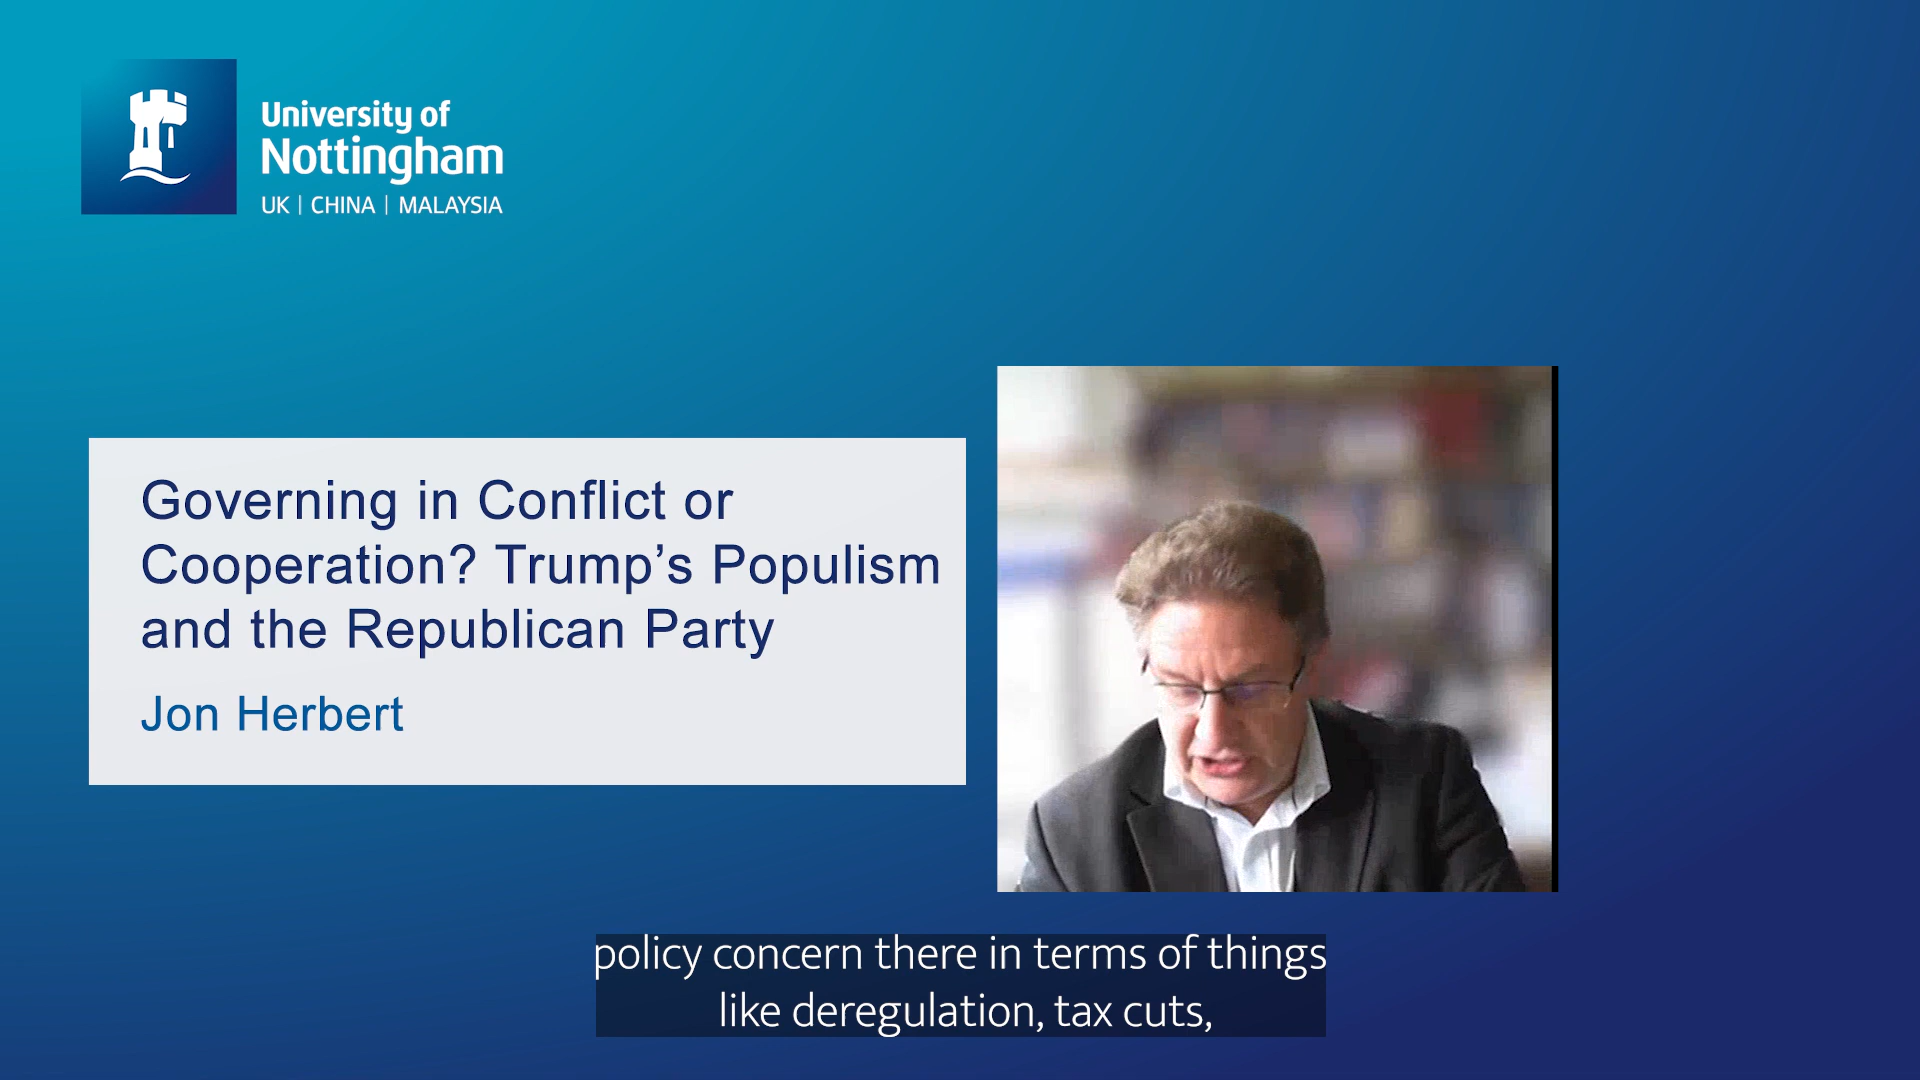 University of
Nottingham
UK | CHINA | MALAYSIA
Governing in Conflict or
Cooperation? Trump’s Populism
and the Republican Party
Jon Herbert
policy concern there in terms of things
like deregulation, tax cuts,